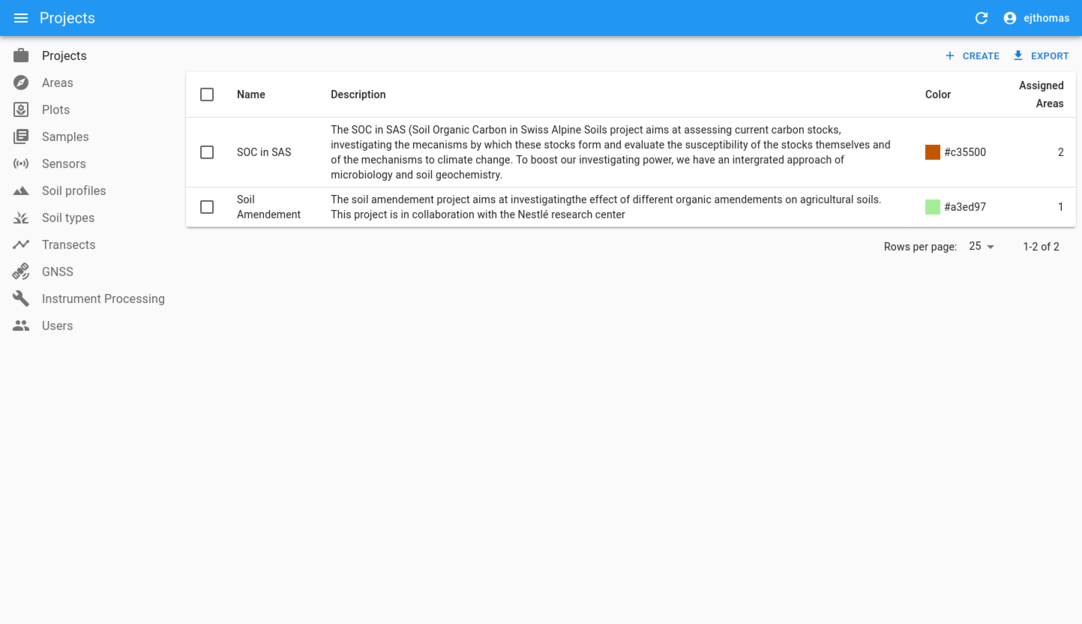 Projects
ejthomas
Projects
Areas
Plots
Samples
Sensors
Soil profiles
Soil types
Transects
GNSS
Instrument Processing
Users
CREATE
EXPORT
Name
Description
Color
Assigned
Areas
SOC in SAS
The SOC in SAS (Soil Organic Carbon in Swiss Alpine Soils project aims at assessing current carbon stocks,
investigating the mecanisms by which these stocks form and evaluate the susceptibility of the stocks themselves and
of the mechanisms to climate change. To boost our investigating power, we have an intergrated approach of
microbiology and soil geochemistry.
#c35500
2
Soil
Amendement
The soil amendement project aims at investigatingthe effect of different organic amendements on agricultural soils.
This project is in collaboration with the Nestlé research center
#a3ed97
1
Rows per page: 25
1-2 of 2